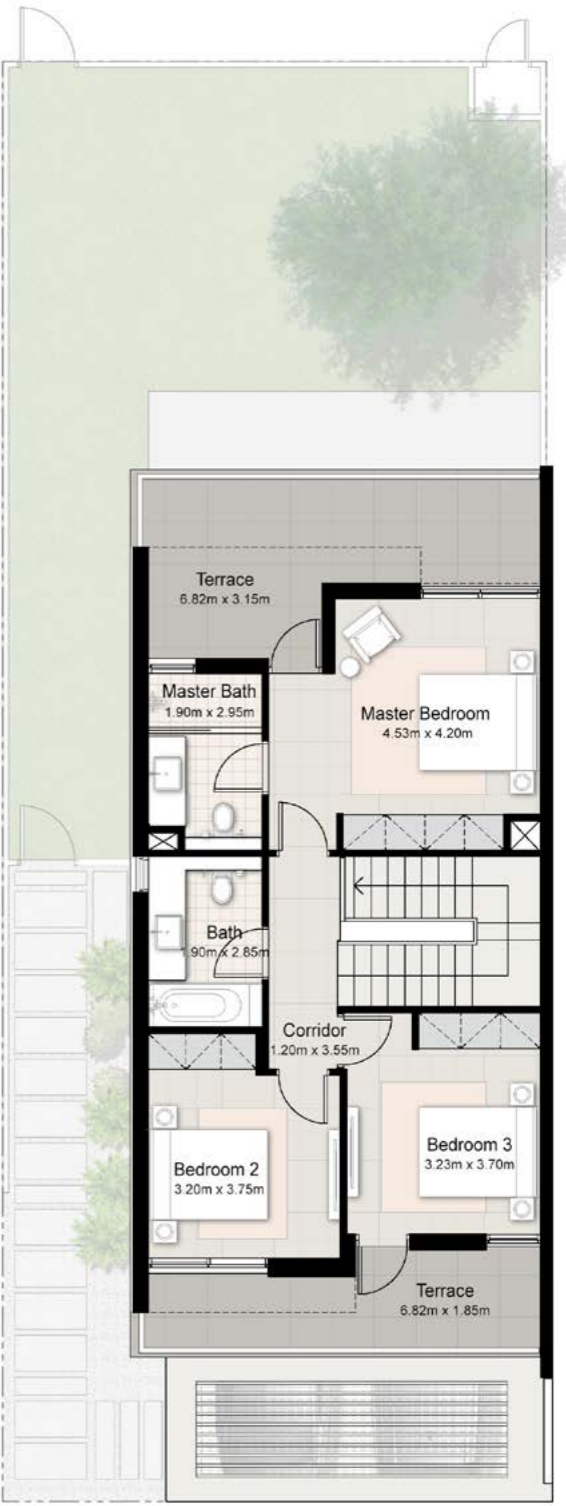 Terrace
6.82m x 3.15m
Master Bath
1.90m x 2.95m
Master Bedroom
4.53m x 4.20m
Bath
1.90m x 2.85m
Corridor
1.20m x 3.55m
Bedroom 2
3.20m x 3.75m
Bedroom 3
3.23m x 3.70m
Terrace
6.82m x 1.85m